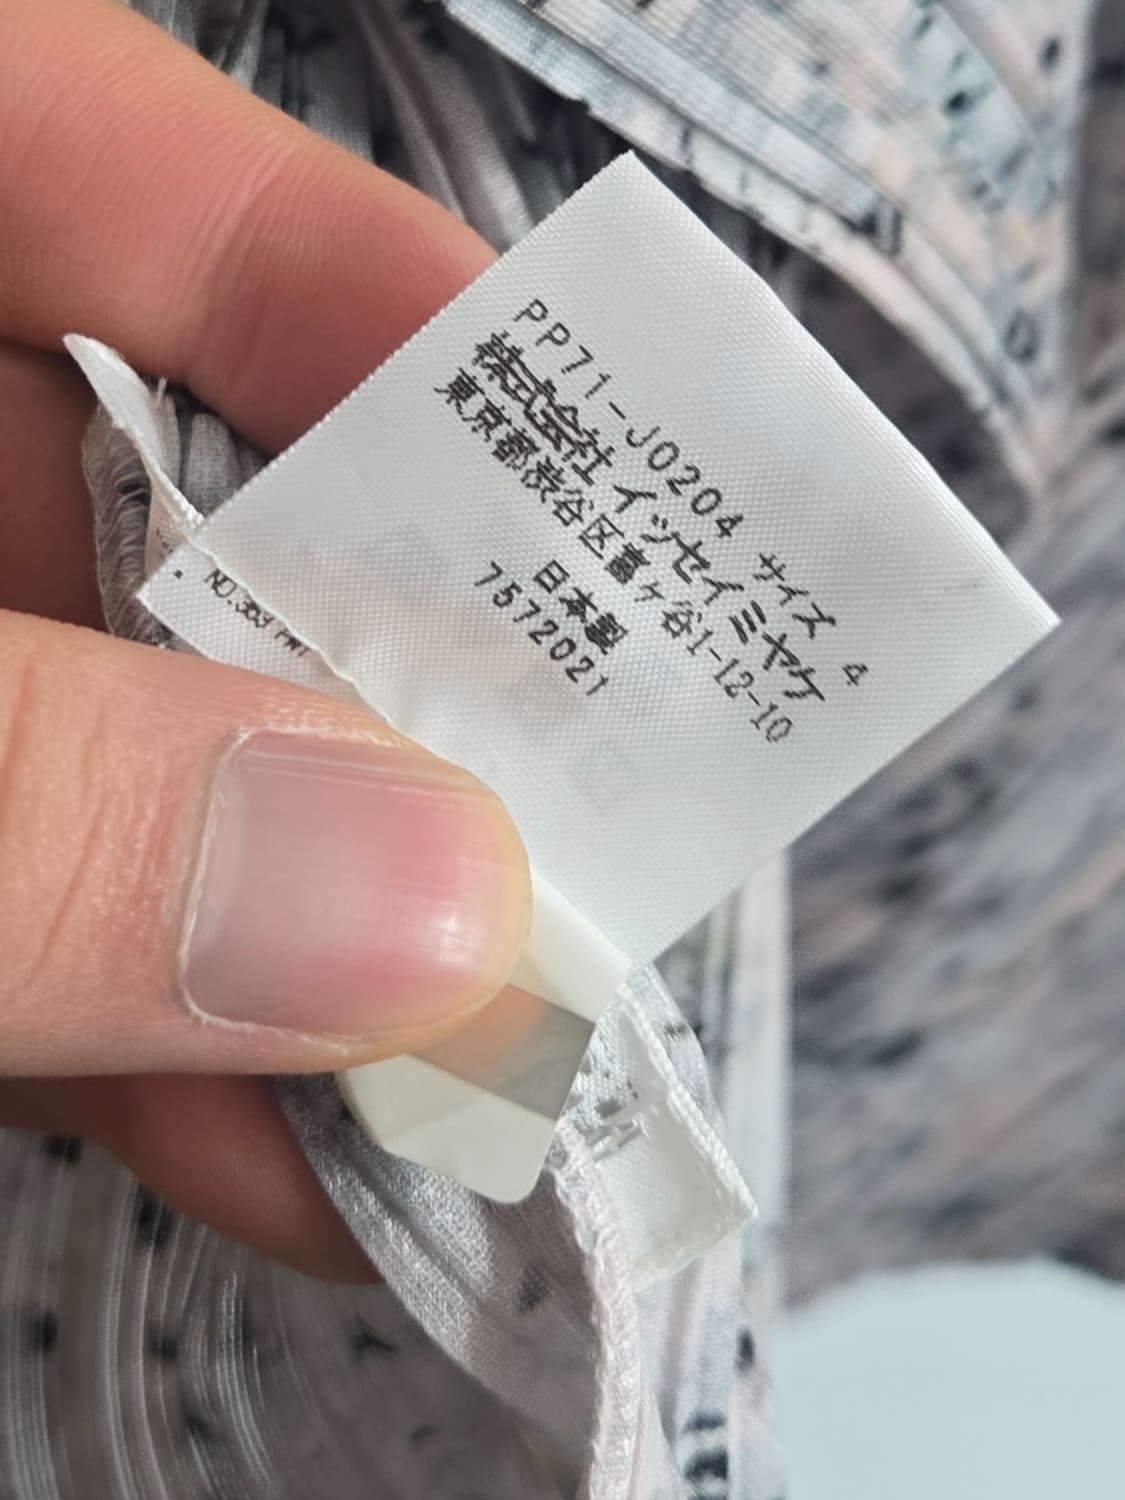 PP71-JO204 サイズ 4
株式会社 イッセイミヤケ
東京都渋谷区富ヶ谷1-12-10
日本製
7572021
NO.